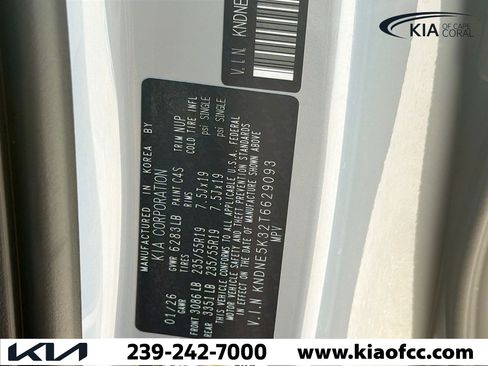 KIA OF CAPE CORAL
V.I.N KNDNE
MANUFACTURED IN KOREA BY
KIA CORPORATION
GVWR 6283LB PAINT C4S TRIM NUP
01/26
GAWR TIRES RIMS COLD TIRE INFL
FRONT 3086LB 235/55R19 7.5Jx19 psi SINGLE
REAR 3351LB 235/55R19 7.5Jx19 psi SINGLE
THIS VEHICLE CONFORMS TO ALL APPLICABLE U.S.A. FEDERAL
MOTOR VEHICLE SAFETY AND THEFT PREVENTION STANDARDS
IN EFFECT ON THE DATE OF MANUFACTURE SHOWN ABOVE
V.I.N KNDNE5K32T6629093
MPV
KIA 239-242-7000 www.kiaofcc.com